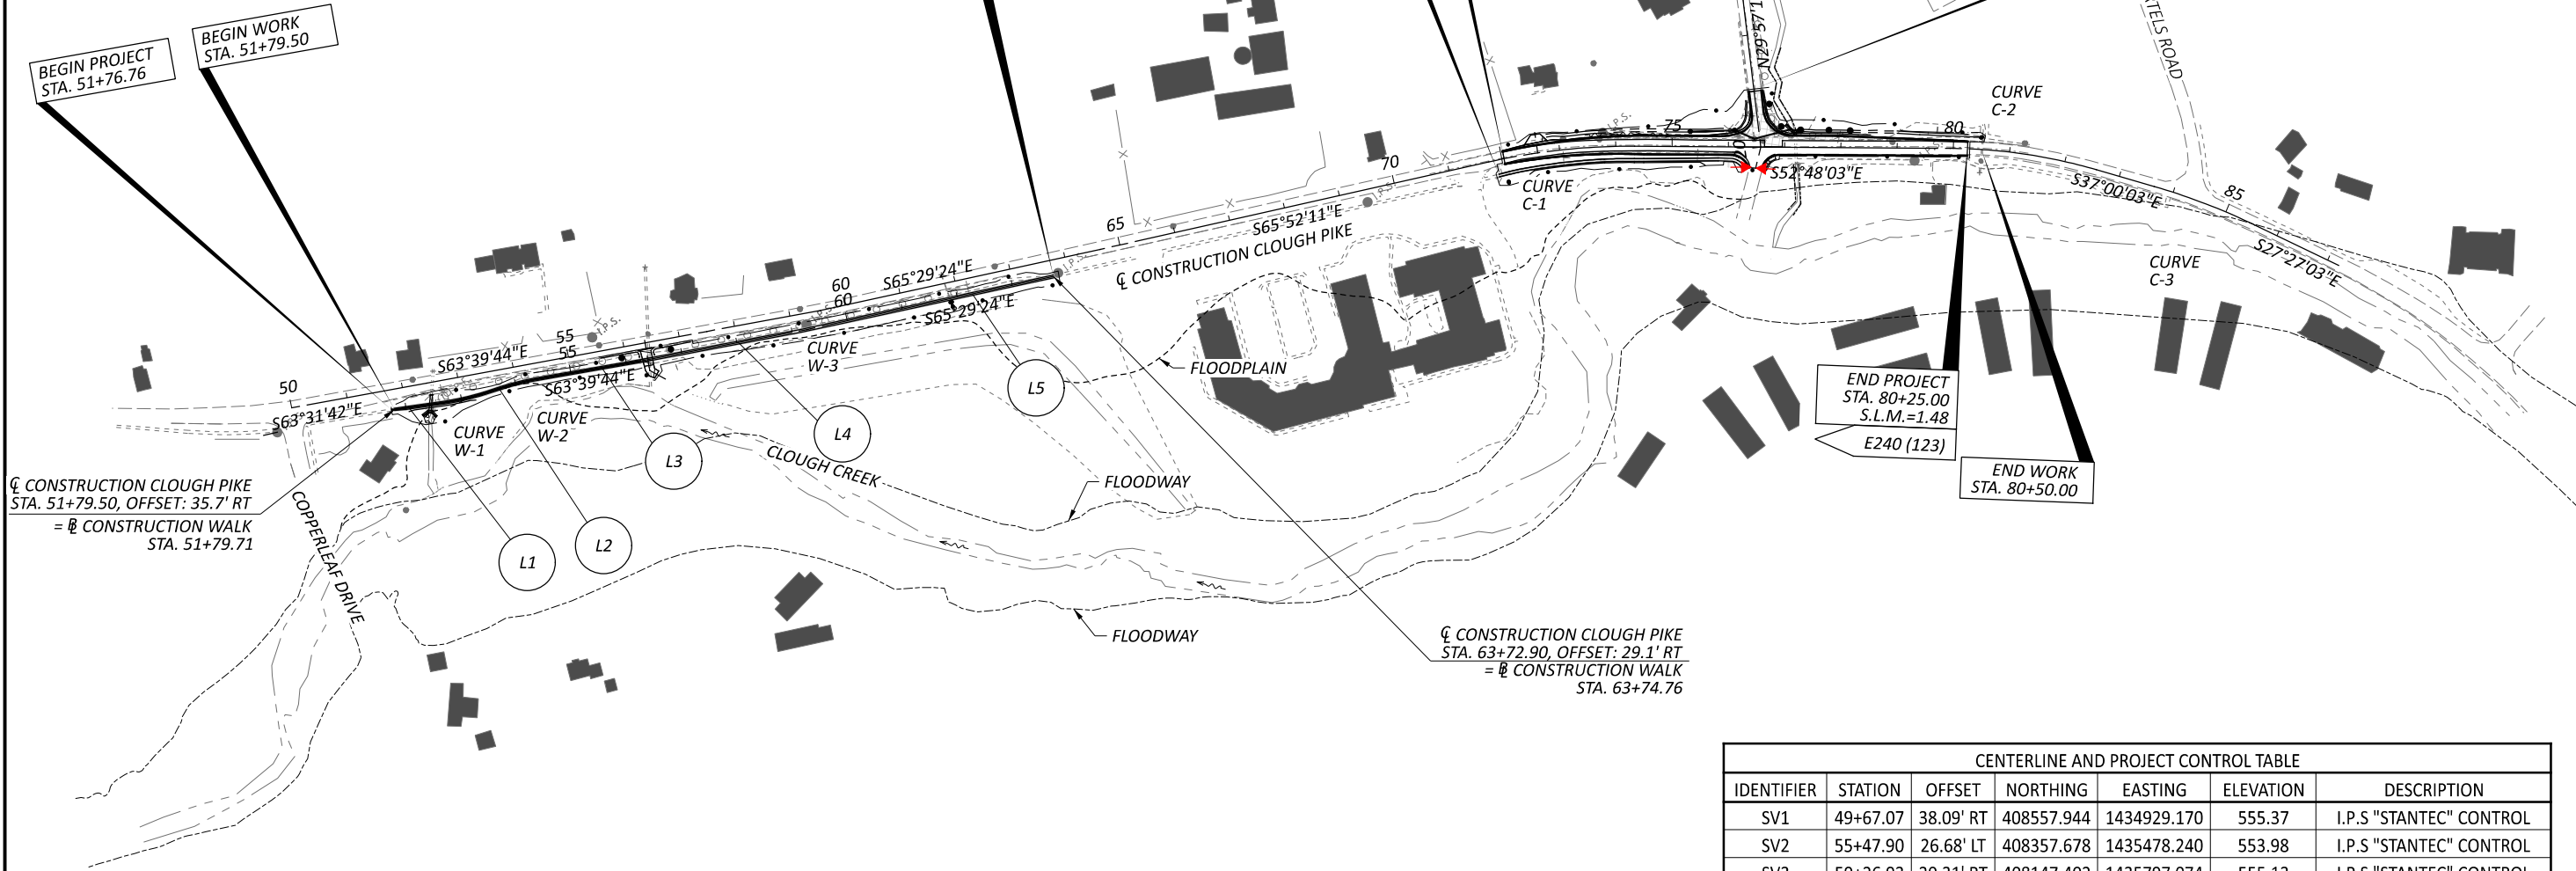 BEGIN PROJECT
STA. 51+76.76
BEGIN WORK
STA. 51+79.50
50
S63°31'42"E
S63°39'44"E
55
55
S63°39'44"E
I.P.S.
CURVE
W-1
CURVE
W-2
60
60
S65°29'24"E
S65°29'24"E
CURVE
W-3
I.P.S.
I.P.S.
65
S65°52'11"E
℄ CONSTRUCTION CLOUGH PIKE
70
I.P.S.
CURVE
C-1
75
I.P.S.
N29°57'1
S52°48'03"E
80
CURVE
C-2
S37°00'03"E
85
S27°27'03"E
CURVE
C-3
TELS ROAD
L1
L2
L3
L4
L5
FLOODPLAIN
CLOUGH CREEK
FLOODWAY
FLOODWAY
COPPERLEAF DRIVE
℄ CONSTRUCTION CLOUGH PIKE
STA. 51+79.50, OFFSET: 35.7' RT
= BL CONSTRUCTION WALK
STA. 51+79.71
℄ CONSTRUCTION CLOUGH PIKE
STA. 63+72.90, OFFSET: 29.1' RT
= BL CONSTRUCTION WALK
STA. 63+74.76
END PROJECT
STA. 80+25.00
S.L.M.=1.48
E240 (123)
END WORK
STA. 80+50.00
CENTERLINE AND PROJECT CONTROL TABLE
IDENTIFIER STATION OFFSET NORTHING EASTING ELEVATION DESCRIPTION
SV1 49+67.07 38.09' RT 408557.944 1434929.170 555.37 I.P.S "STANTEC" CONTROL
SV2 55+47.90 26.68' LT 408357.678 1435478.240 553.98 I.P.S "STANTEC" CONTROL